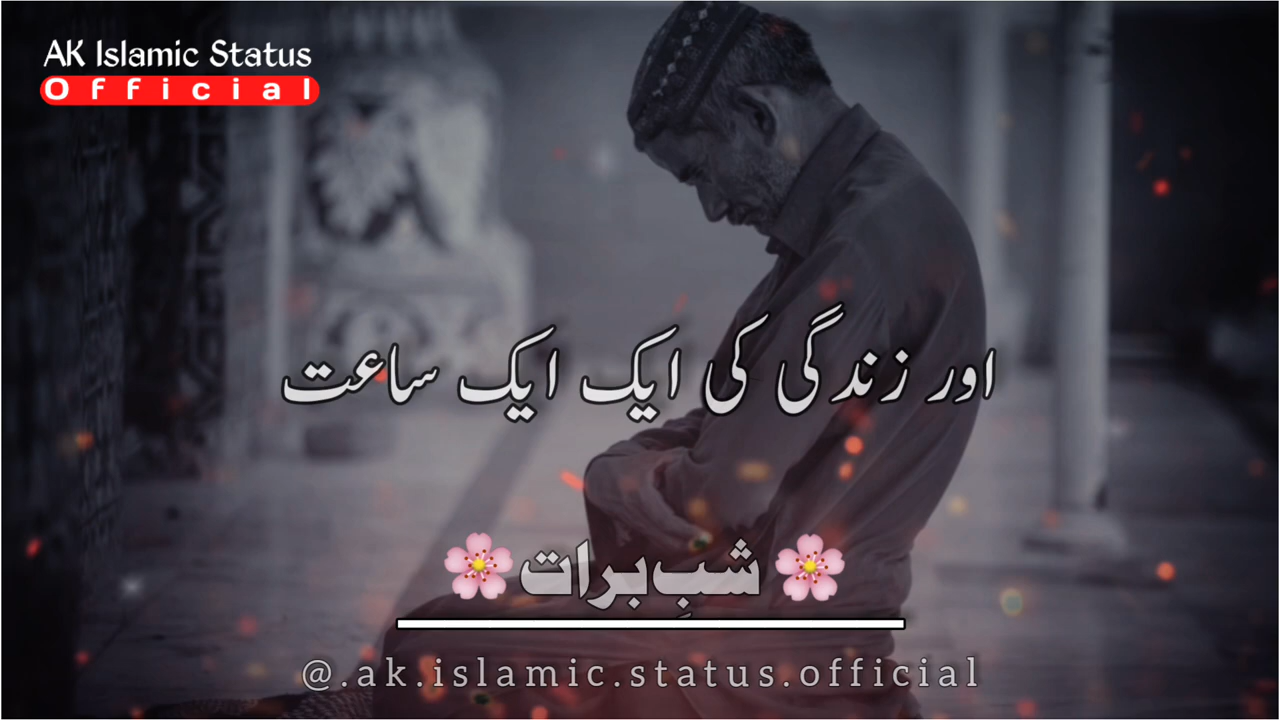 AK Islamic Status
Official
اور زندگی کی ایک ایک ساعت
🌸 شبِ برات 🌸
@.ak.islamic.status.official